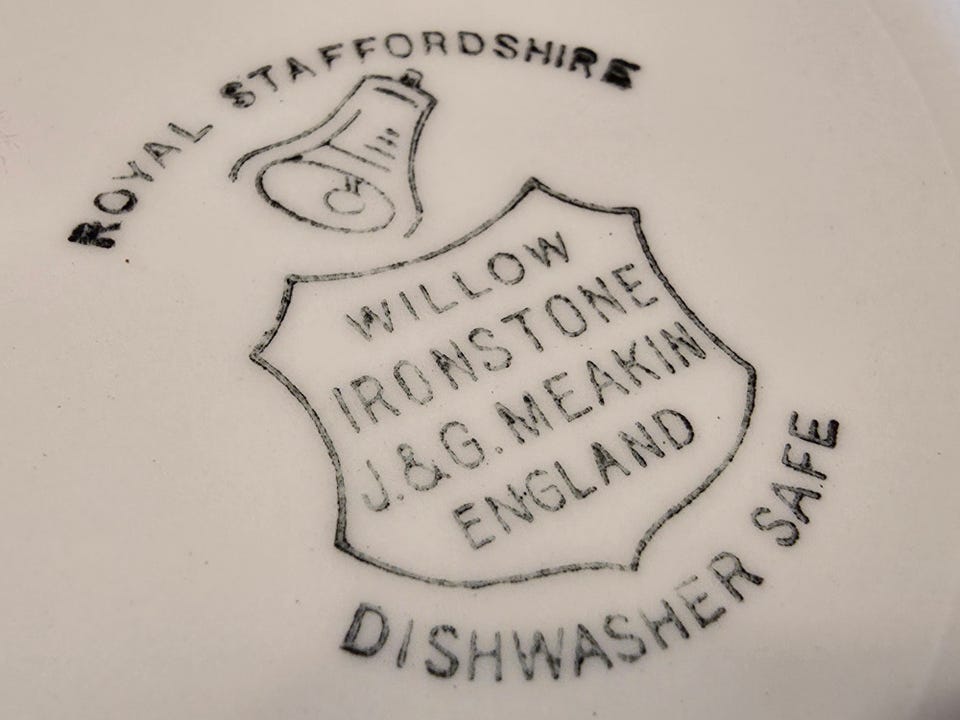 ROYAL STAFFORDSHIRE
WILLOW
IRONSTONE
J.&G. MEAKIN
ENGLAND
DISHWASHER SAFE